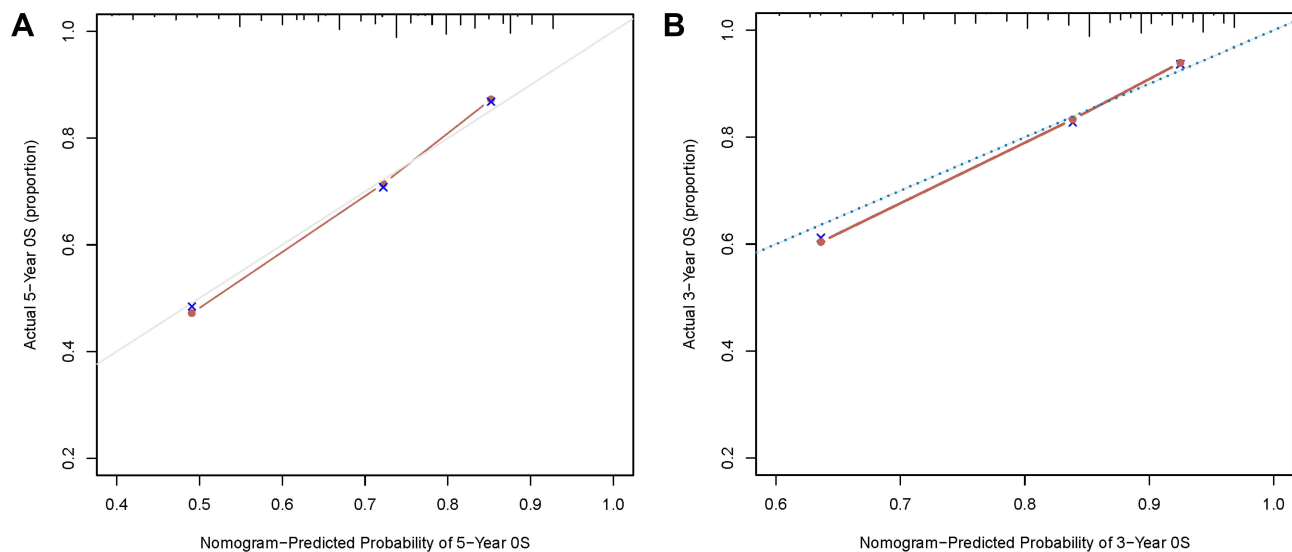 A
1.0
0.8
0.6
0.4
0.2
Actual 5−Year 0S (proportion)
0.4 0.5 0.6 0.7 0.8 0.9 1.0
Nomogram−Predicted Probability of 5−Year 0S
B
1.0
0.8
0.6
0.4
0.2
Actual 3−Year 0S (proportion)
0.6 0.7 0.8 0.9 1.0
Nomogram−Predicted Probability of 3−Year 0S